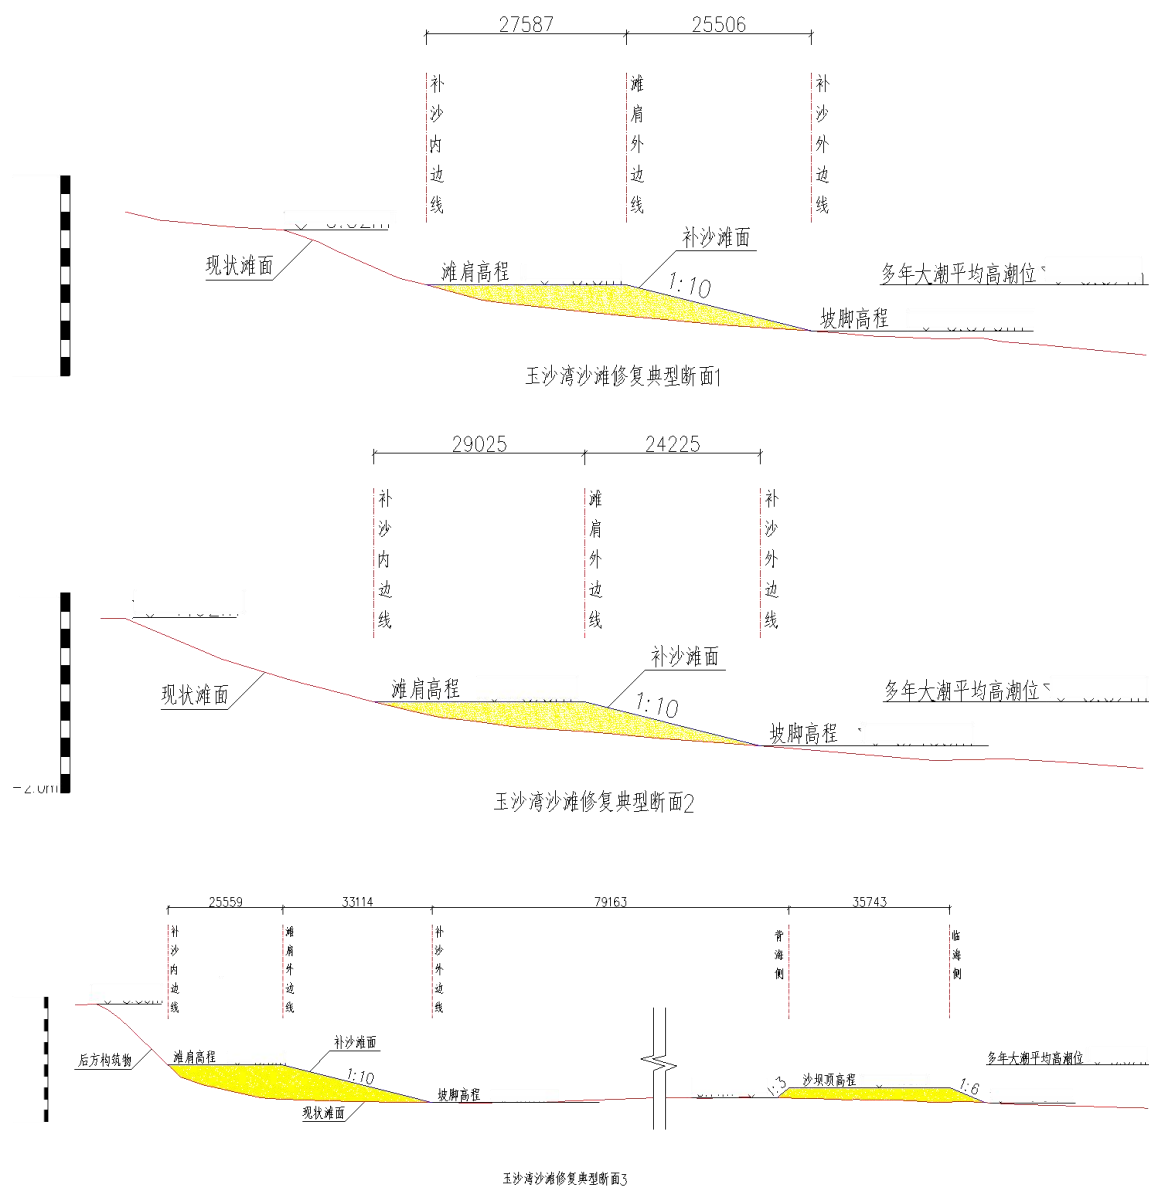 27587 25506
补沙内边线
滩肩外边线
补沙外边线
补沙滩面
现状滩面
滩肩高程
1:10
多年大潮平均高潮位
坡脚高程
玉沙湾沙滩修复典型断面1
29025 24225
补沙内边线
滩肩外边线
补沙外边线
补沙滩面
现状滩面
滩肩高程
1:10
多年大潮平均高潮位
坡脚高程
玉沙湾沙滩修复典型断面2
25559 33114 79163 35743
补沙内边线
滩肩外边线
补沙外边线
背海侧
临海侧
补沙滩面
后方构筑物
滩肩高程
多年大潮平均高潮位
1:10
坡脚高程
1:3
沙坝顶高程
1:6
现状滩面
玉沙湾沙滩修复典型断面3